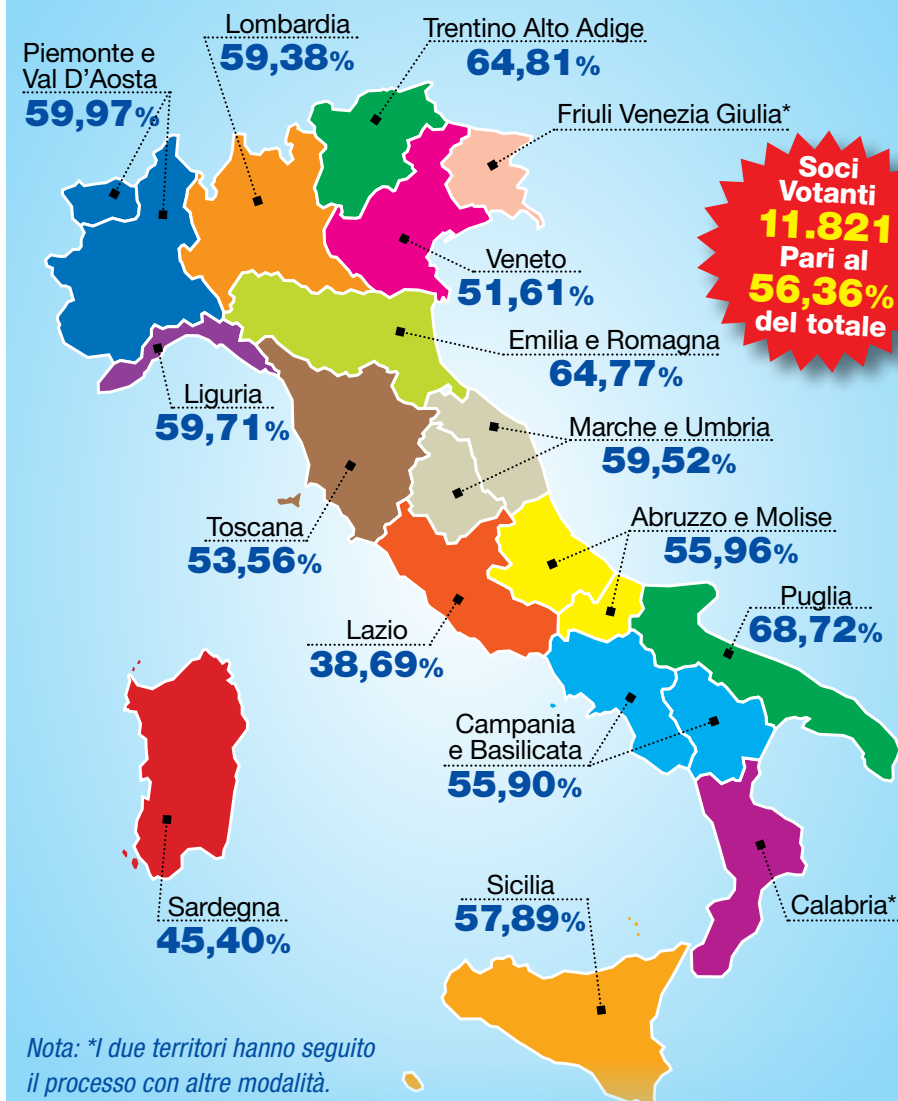 Lombardia
59,38%
Trentino Alto Adige
64,81%
Piemonte e
Val D'Aosta
59,97%
Friuli Venezia Giulia*
Soci
Votanti
11.821
Pari al
56,36%
del totale
Veneto
51,61%
Emilia e Romagna
64,77%
Liguria
59,71%
Marche e Umbria
59,52%
Toscana
53,56%
Abruzzo e Molise
55,96%
Puglia
68,72%
Lazio
38,69%
Campania
e Basilicata
55,90%
Sardegna
45,40%
Sicilia
57,89%
Calabria*
Nota: *I due territori hanno seguito
il processo con altre modalità.